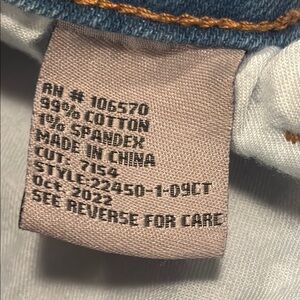 RN # 106570
99% COTTON
1% SPANDEX
MADE IN CHINA
CUT: 7154
STYLE:22450-1-09CT
Oct. 2022
SEE REVERSE FOR CARE